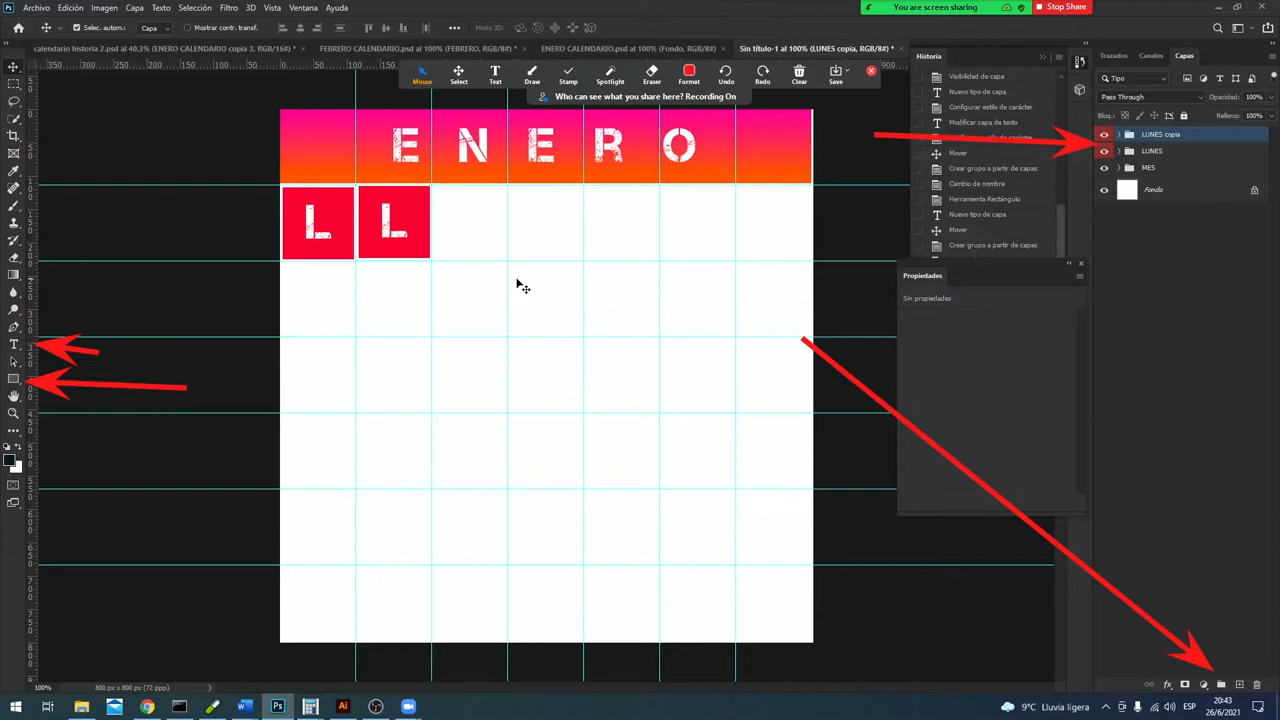 Ps Archivo Edición Imagen Capa Texto Selección Filtro 3D Vista Ventana Ayuda
You are screen sharing
Stop Share
Selec. autom.: Capa
Mostrar contr. transf.
Modo 3D:
calendario historia 2.psd al 40,3% (ENERO CALENDARIO copia 3, RGB/16#) *
FEBRERO CALENDARIO.psd al 100% (FEBRERO, RGB/8#) *
ENERO CALENDARIO.psd al 100% (Fondo, RGB/8#)
Sin título-1 al 100% (LUNES copia, RGB/8#) *
Mouse
Select
Text
Draw
Stamp
Spotlight
Eraser
Format
Undo
Redo
Clear
Save
Who can see what you share here? Recording On
ENERO
L L
Historia
Visibilidad de capa
Nuevo tipo de capa
Configurar estilo de carácter
Modificar capa de texto
Mover
Crear grupo a partir de capas
Cambio de nombre
Herramienta Rectángulo
Nuevo tipo de capa
Mover
Crear grupo a partir de capas
Propiedades
Sin propiedades
Trazados
Canales
Capas
Tipo
Pass Through
Opacidad: 100%
Bloq.:
Relleno: 100%
LUNES copia
LUNES
MES
Fondo
100%
800 px x 800 px (72 ppp)
9°C Lluvia ligera
ESP
20:43
26/6/2021